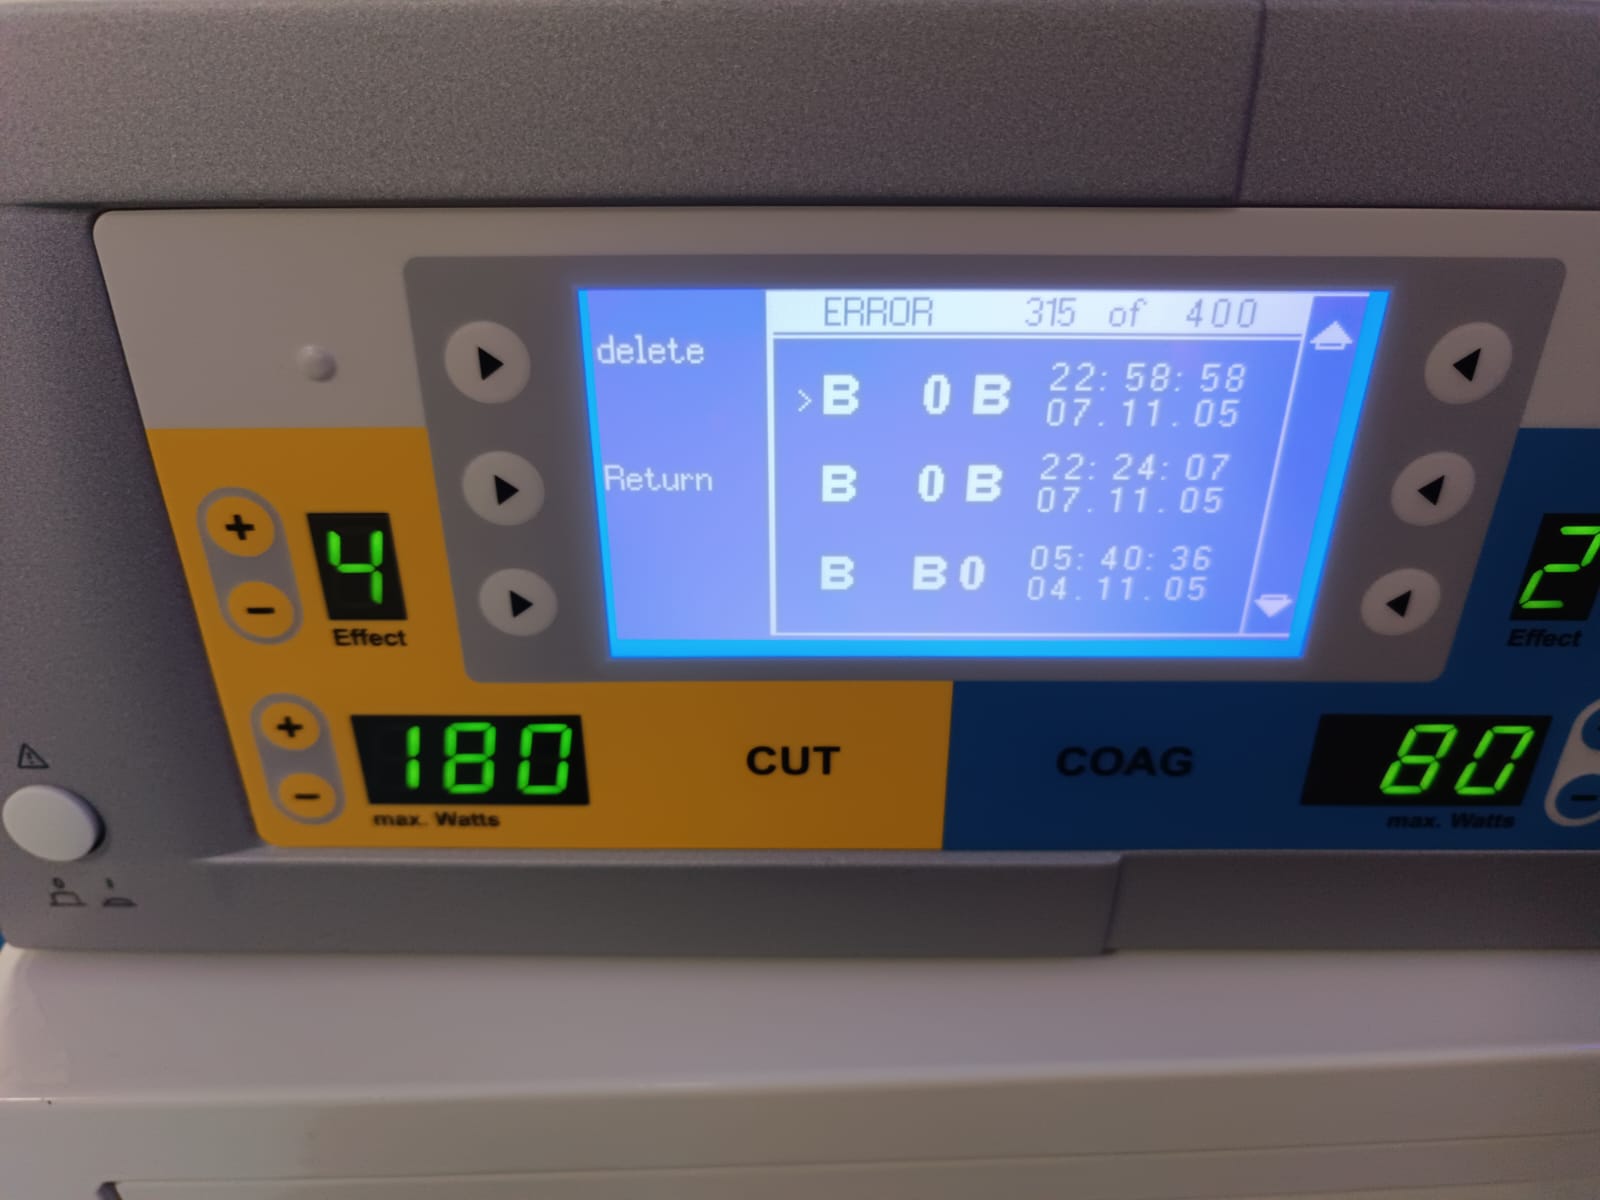 ERROR 315 of 400
delete
>B 0B 22:58:58
07.11.05
Return
B 0B 22:24:07
07.11.05
B B0 05:40:36
04.11.05
+
-
4
Effect
2
Effect
+
-
180
max. Watts
CUT
COAG
80
max. Watts
-